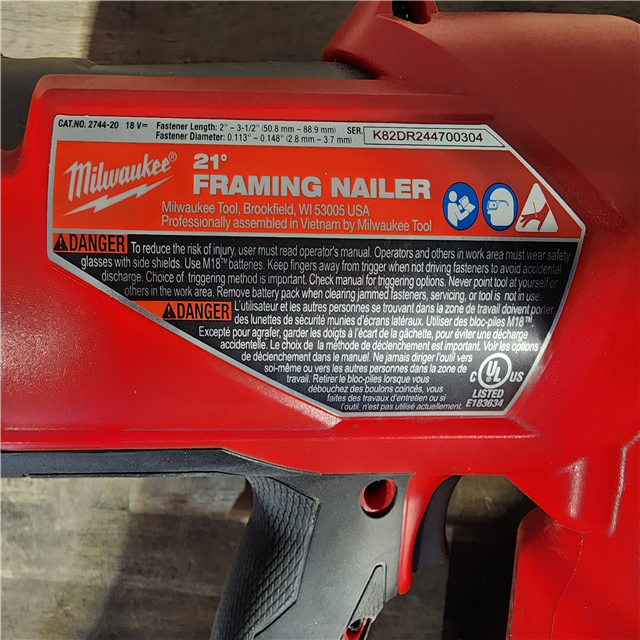 CAT.NO. 2744-20 18 V⎓ Fastener Length: 2" – 3-1/2" (50.8 mm – 88.9 mm) SER. K82DR244700304
Fastener Diameter: 0.113" – 0.148" (2.8 mm – 3.7 mm)
Milwaukee®
21°
FRAMING NAILER
Milwaukee Tool, Brookfield, WI 53005 USA
Professionally assembled in Vietnam by Milwaukee Tool
DANGER To reduce the risk of injury, user must read operator's manual. Operators and others in work area must wear safety
glasses with side shields. Use M18™ batteries. Keep fingers away from trigger when not driving fasteners to avoid accidental
discharge. Choice of triggering method is important. Check manual for triggering options. Never point tool at yourself or
others in the work area. Remove battery pack when clearing jammed fasteners, servicing, or tool is not in use.
DANGER L'utilisateur et les autres personnes se trouvant dans la zone de travail doivent porter
des lunettes de sécurité munies d'écrans latéraux. Utiliser des bloc-piles M18™.
Excepté pour agrafer, garder les doigts à l'écart de la gâchette, pour éviter une décharge
accidentelle. Le choix de la méthode de déclenchement est important. Voir les options
de déclenchement dans le manuel. Ne jamais diriger l'outil vers
soi-même ou vers les autres personnes dans la zone de
travail. Retirer le bloc-piles lorsque vous
débouchez des boulons coincés, vous
faites des travaux d'entretien ou si
l'outil n'est pas actuellement utilisé.
C UL US
LISTED
E183634